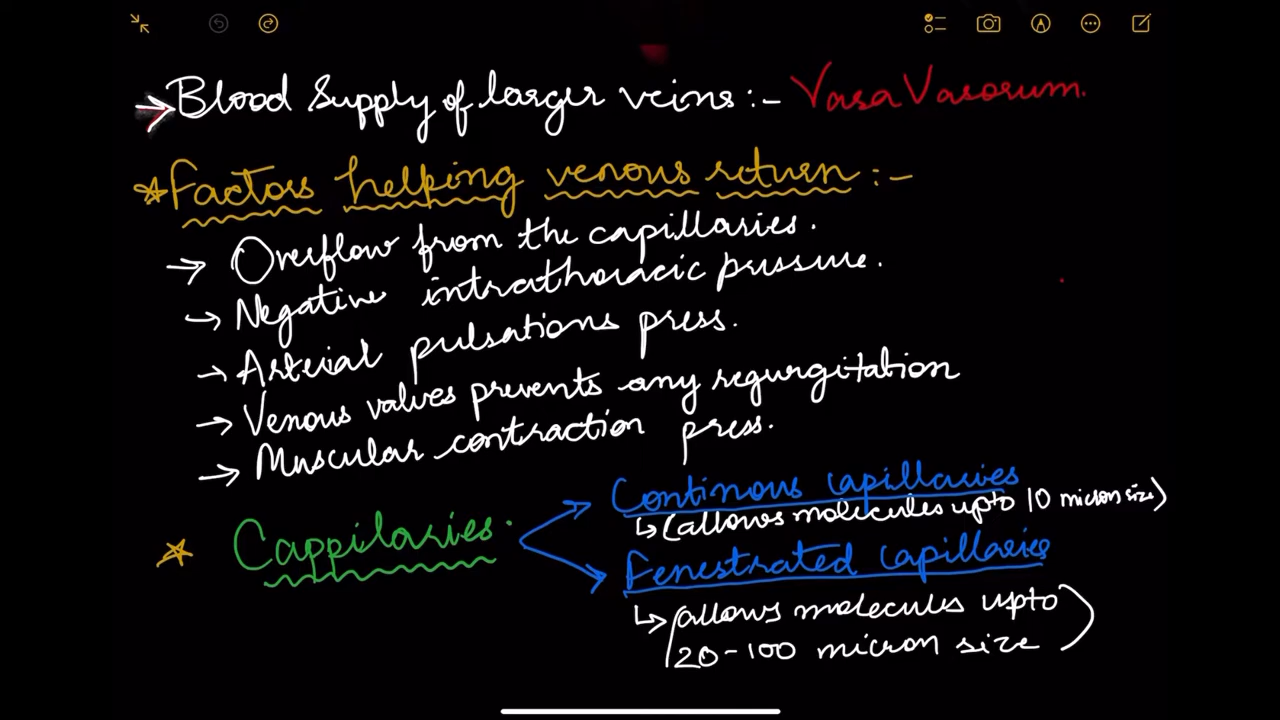 → Blood Supply of larger veins :- Vasa Vasorum.
* Factors helping venous return :-
→ Overflow from the capillaries.
→ Negative intrathoracic pressure.
→ Arterial pulsations press.
→ Venous valves prevents any regurgitation
→ Muscular contraction press.
* Cappilaries.
Continous capillaries
↳ (allows molecules upto 10 micron size)
Fenestrated capillaries
↳ (allows molecules upto
20-100 micron size)